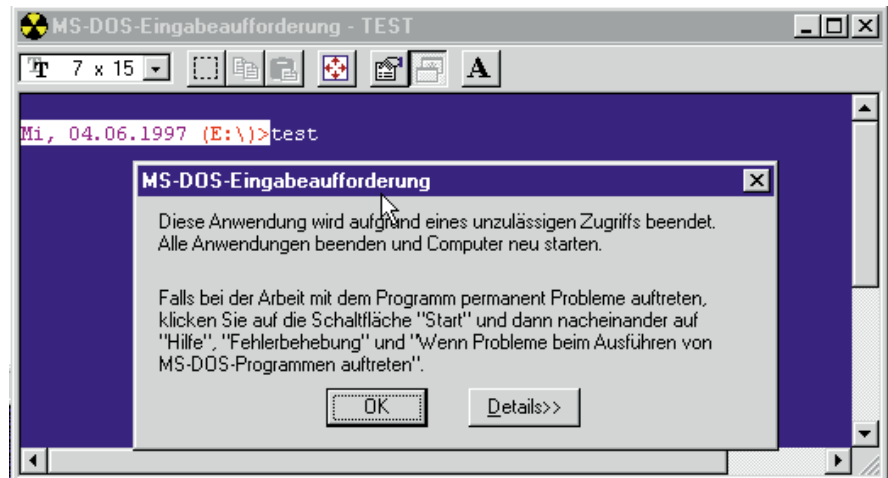 MS-DOS-Eingabeaufforderung - TEST
7 x 15
A
Mi, 04.06.1997 (E:\)>test
MS-DOS-Eingabeaufforderung
Diese Anwendung wird aufgrund eines unzulässigen Zugriffs beendet.
Alle Anwendungen beenden und Computer neu starten.
Falls bei der Arbeit mit dem Programm permanent Probleme auftreten,
klicken Sie auf die Schaltfläche "Start" und dann nacheinander auf
"Hilfe", "Fehlerbehebung" und "Wenn Probleme beim Ausführen von
MS-DOS-Programmen auftreten".
OK
Details>>